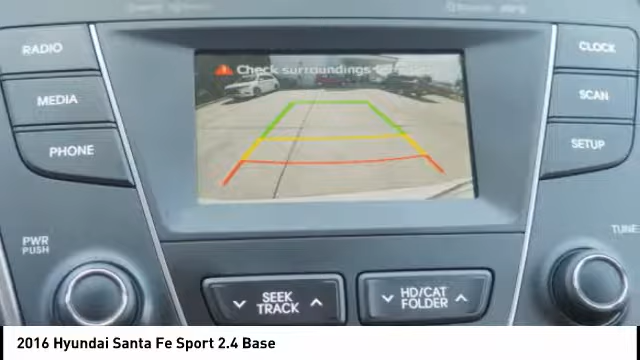 RADIO
CLOCK
Check surroundings
MEDIA
SCAN
PHONE
SETUP
PWR
PUSH
TUNE
SEEK
TRACK
HD/CAT
FOLDER
2016 Hyundai Santa Fe Sport 2.4 Base